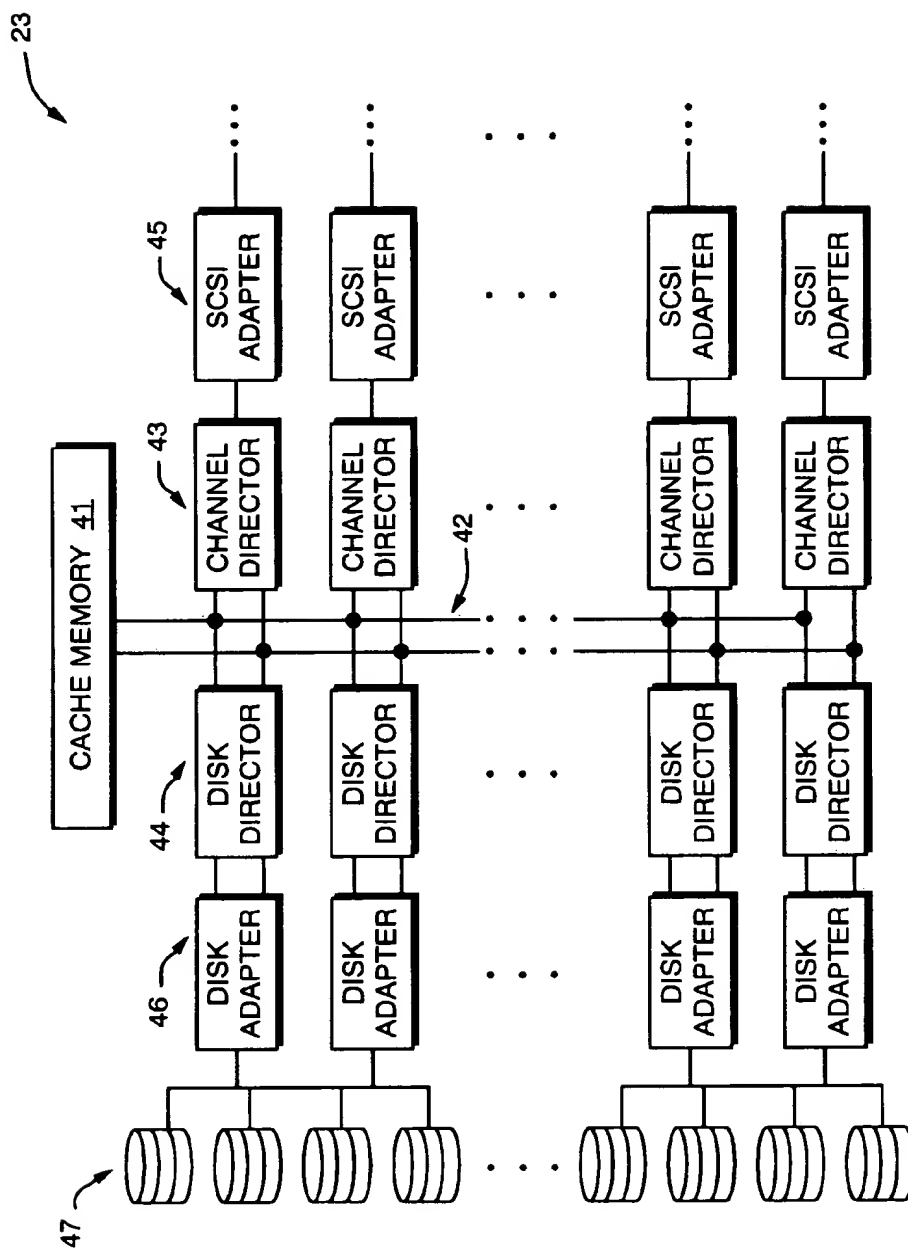 23
CACHE MEMORY 41
47
46
44
43
45
DISK
ADAPTER
DISK
DIRECTOR
CHANNEL
DIRECTOR
SCSI
ADAPTER
DISK
ADAPTER
DISK
DIRECTOR
CHANNEL
DIRECTOR
SCSI
ADAPTER
42
DISK
ADAPTER
DISK
DIRECTOR
CHANNEL
DIRECTOR
SCSI
ADAPTER
DISK
ADAPTER
DISK
DIRECTOR
CHANNEL
DIRECTOR
SCSI
ADAPTER